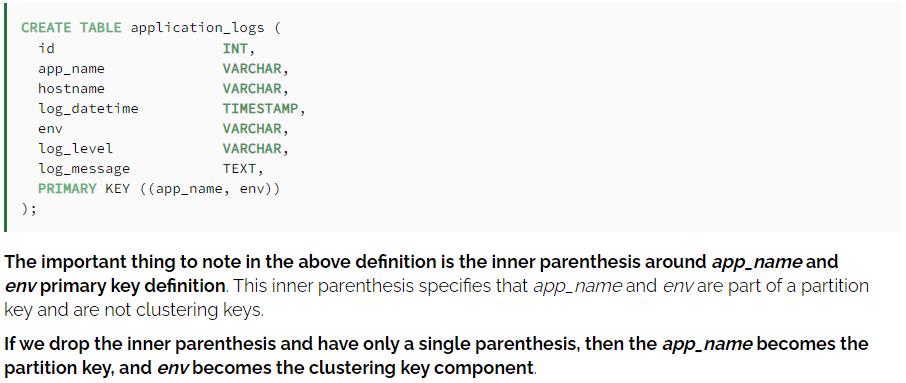 CREATE TABLE application_logs (
id INT,
app_name VARCHAR,
hostname VARCHAR,
log_datetime TIMESTAMP,
env VARCHAR,
log_level VARCHAR,
log_message TEXT,
PRIMARY KEY ((app_name, env))
);
The important thing to note in the above definition is the inner parenthesis around app_name and
env primary key definition. This inner parenthesis specifies that app_name and env are part of a partition
key and are not clustering keys.
If we drop the inner parenthesis and have only a single parenthesis, then the app_name becomes the
partition key, and env becomes the clustering key component.